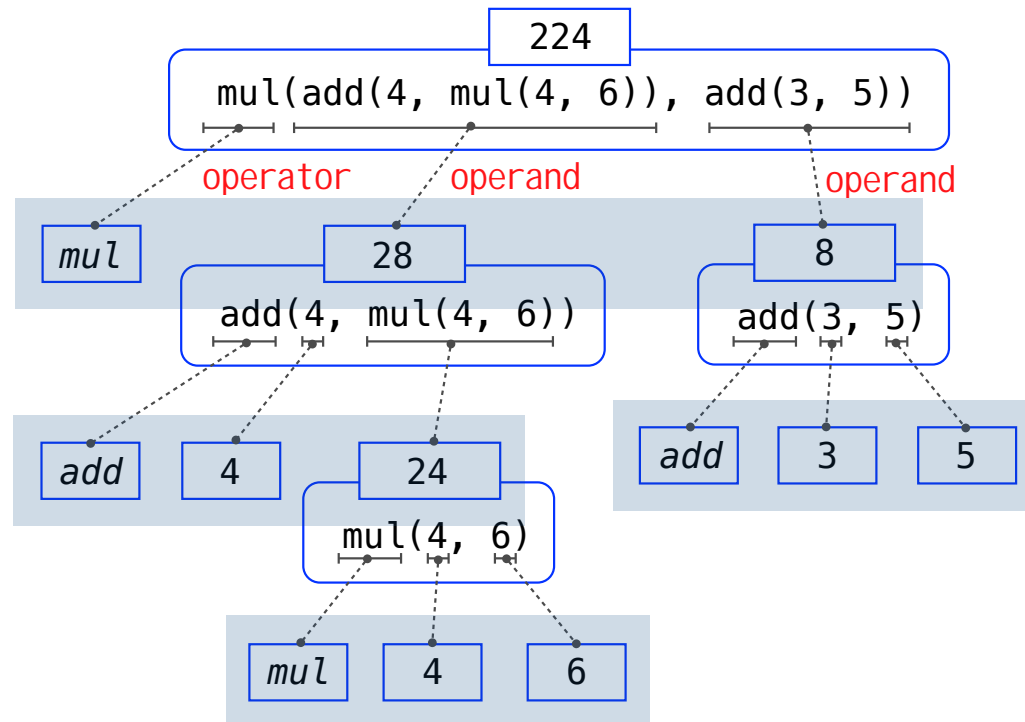 224
mul(add(4, mul(4, 6)), add(3, 5))
operator operand operand
mul 28 8
add(4, mul(4, 6)) add(3, 5)
add 4 24 add 3 5
mul(4, 6)
mul 4 6